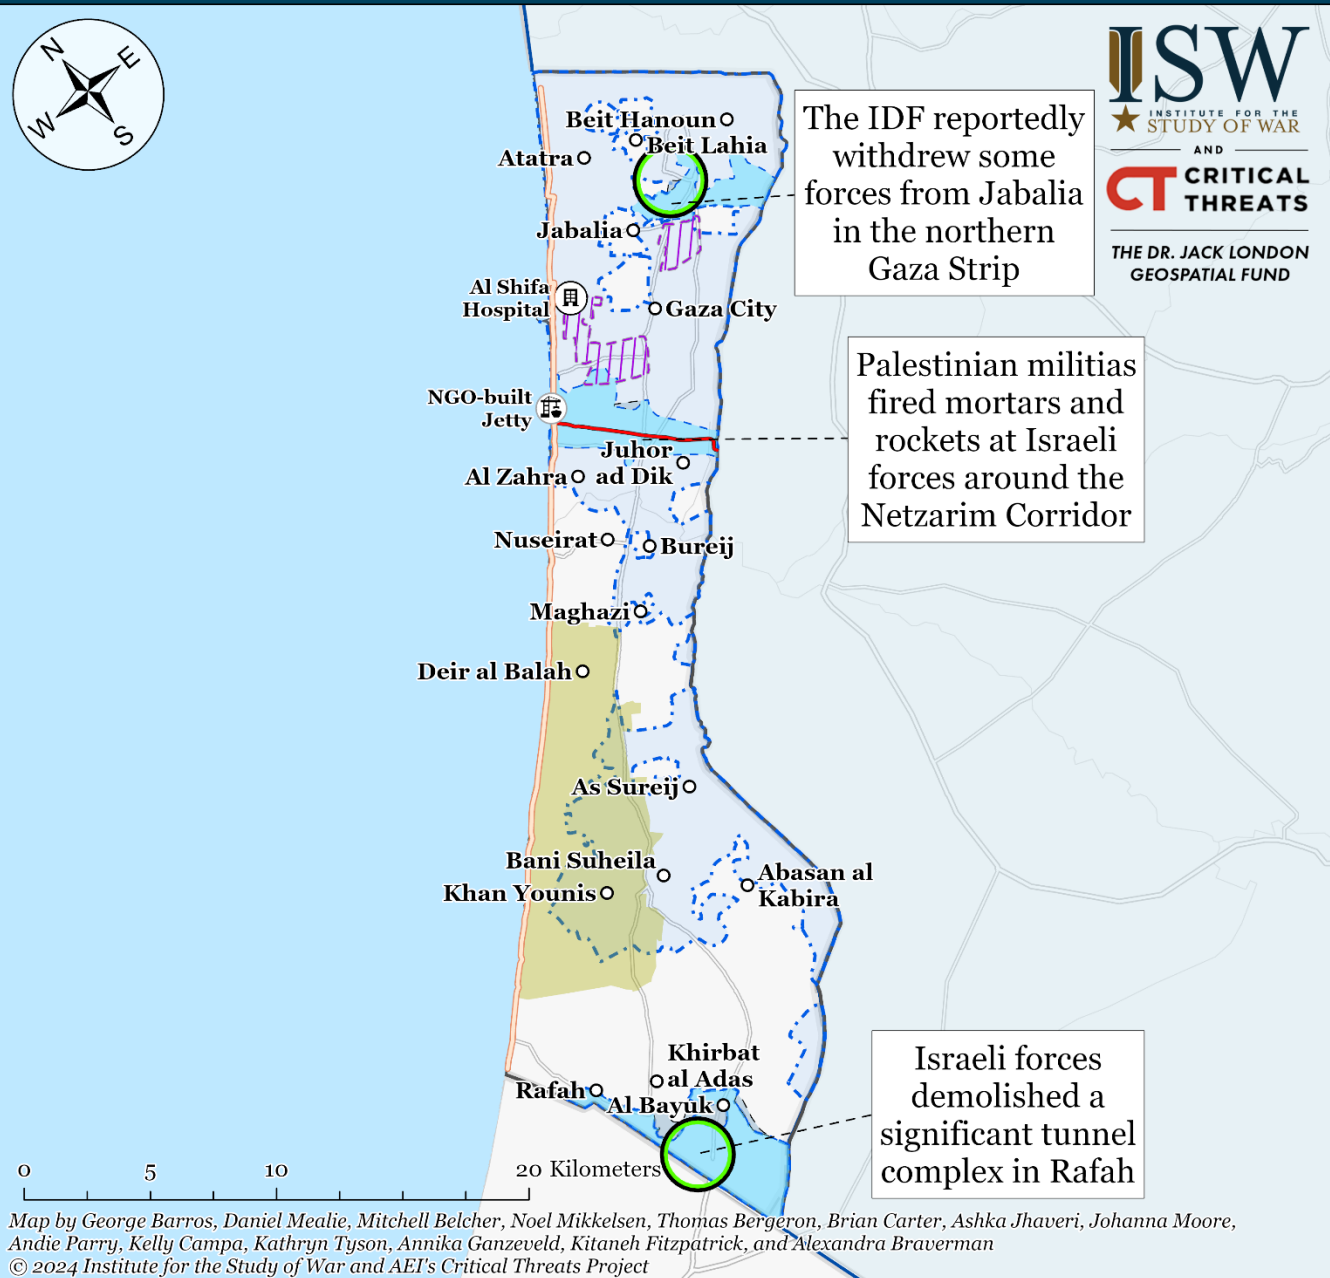 N
E
W
S
ISW
INSTITUTE FOR THE
STUDY OF WAR
AND
CT CRITICAL
THREATS
THE DR. JACK LONDON
GEOSPATIAL FUND
The IDF reportedly
withdrew some
forces from Jabalia
in the northern
Gaza Strip
Beit Hanoun
Beit Lahia
Atatra
Jabalia
Al Shifa
Hospital
Gaza City
Palestinian militias
fired mortars and
rockets at Israeli
forces around the
Netzarim Corridor
NGO-built
Jetty
Juhor
ad Dik
Al Zahra
Nuseirat
Bureij
Maghazi
Deir al Balah
As Sureij
Bani Suheila
Abasan al
Kabira
Khan Younis
Khirbat
al Adas
Rafah
Al Bayuk
Israeli forces
demolished a
significant tunnel
complex in Rafah
0 5 10 20 Kilometers
Map by George Barros, Daniel Mealie, Mitchell Belcher, Noel Mikkelsen, Thomas Bergeron, Brian Carter, Ashka Jhaveri, Johanna Moore,
Andie Parry, Kelly Campa, Kathryn Tyson, Annika Ganzeveld, Kitaneh Fitzpatrick, and Alexandra Braverman
© 2024 Institute for the Study of War and AEI's Critical Threats Project